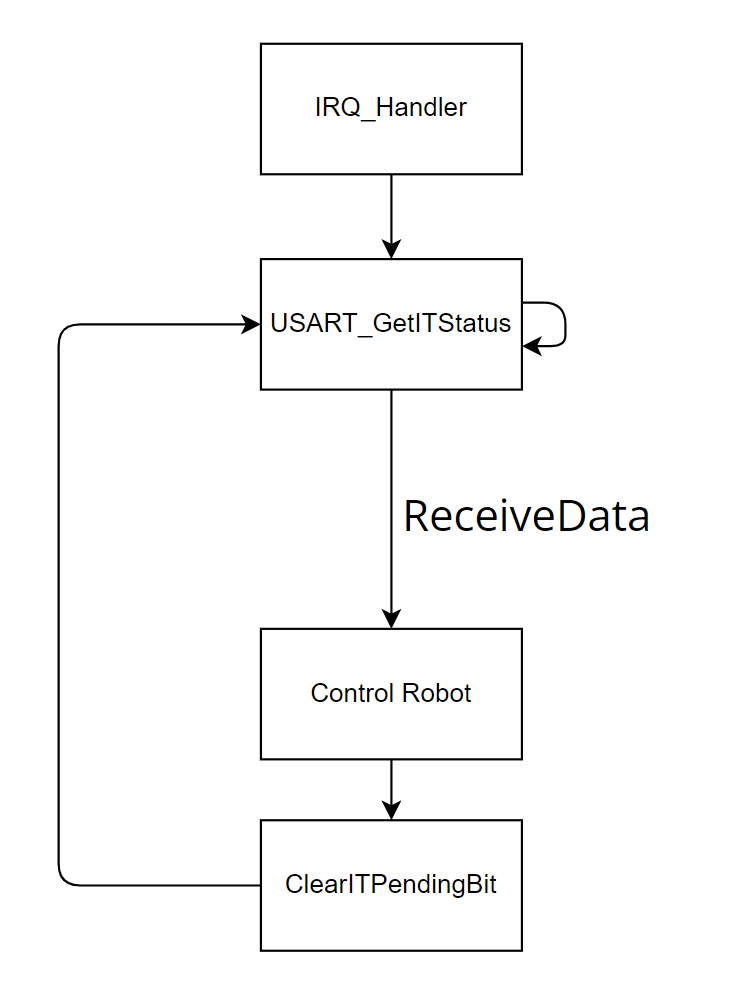 IRQ_Handler
USART_GetITStatus
ReceiveData
Control Robot
ClearITPendingBit